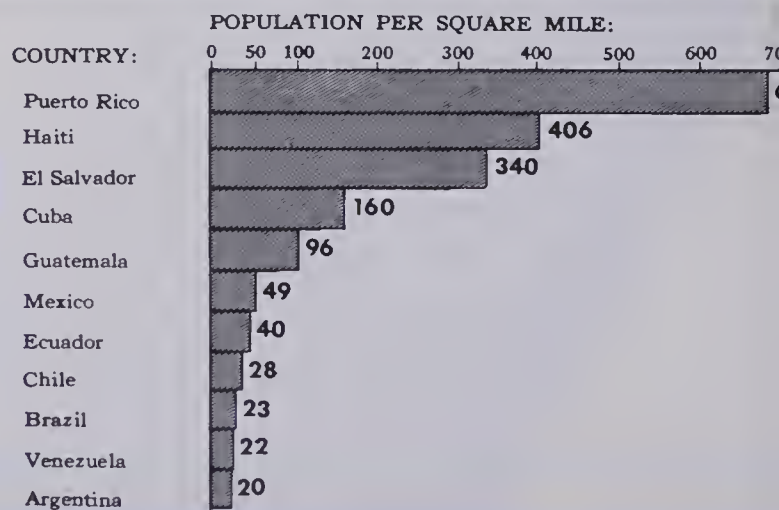 POPULATION PER SQUARE MILE:
COUNTRY: 0 50 100 200 300 400 500 600
Puerto Rico
Haiti 406
El Salvador 340
Cuba 160
Guatemala 96
Mexico 49
Ecuador 40
Chile 28
Brazil 23
Venezuela 22
Argentina 20